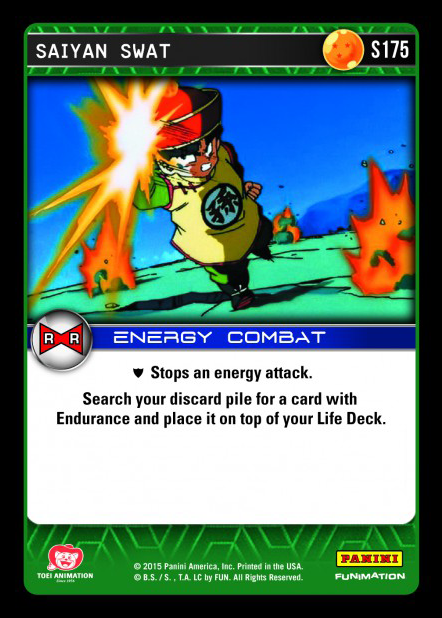 SAIYAN SWAT
S175
R R
ENERGY COMBAT
Stops an energy attack.
Search your discard pile for a card with
Endurance and place it on top of your Life Deck.
TOEI ANIMATION
Since 1956
© 2015 Panini America, Inc. Printed in the USA.
© B.S./ S. , T.A. LC by FUN. All Rights Reserved.
PANINI
FUNIMATION